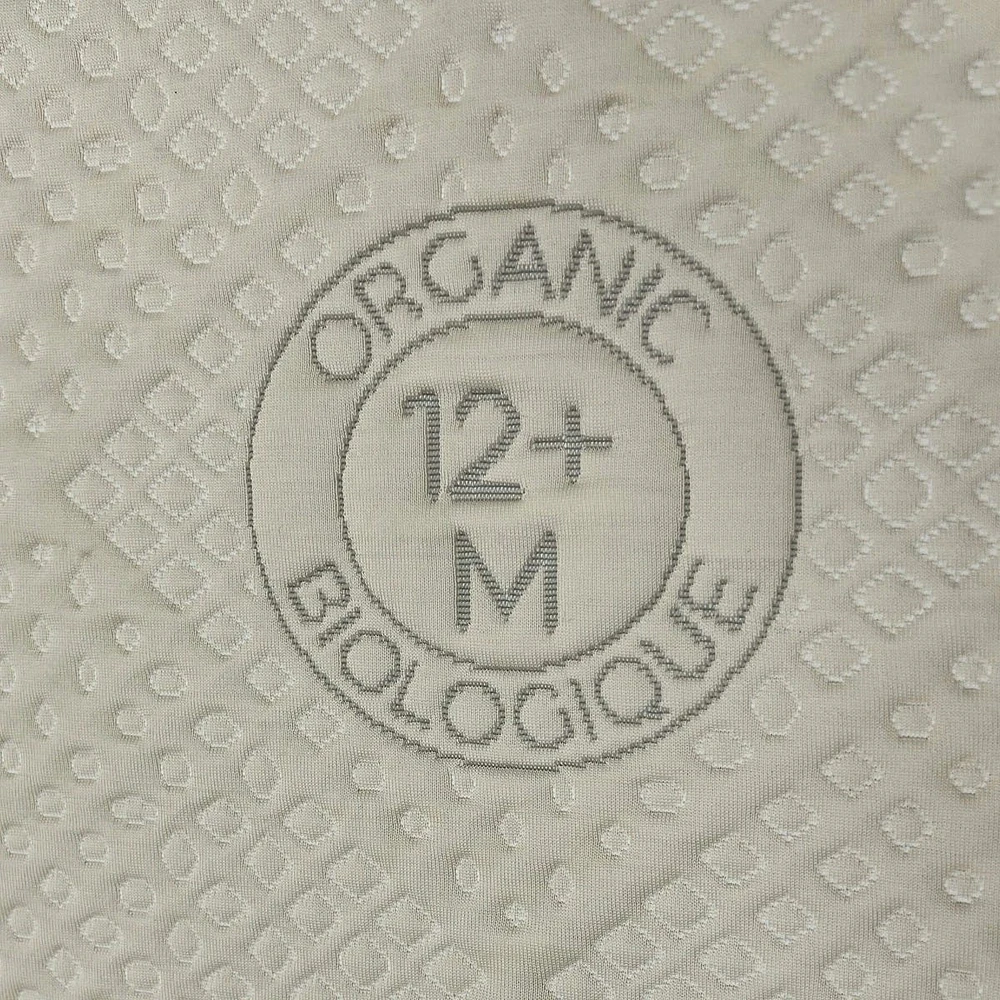 ORGANIC
12+
M
BIOLOGIQUE